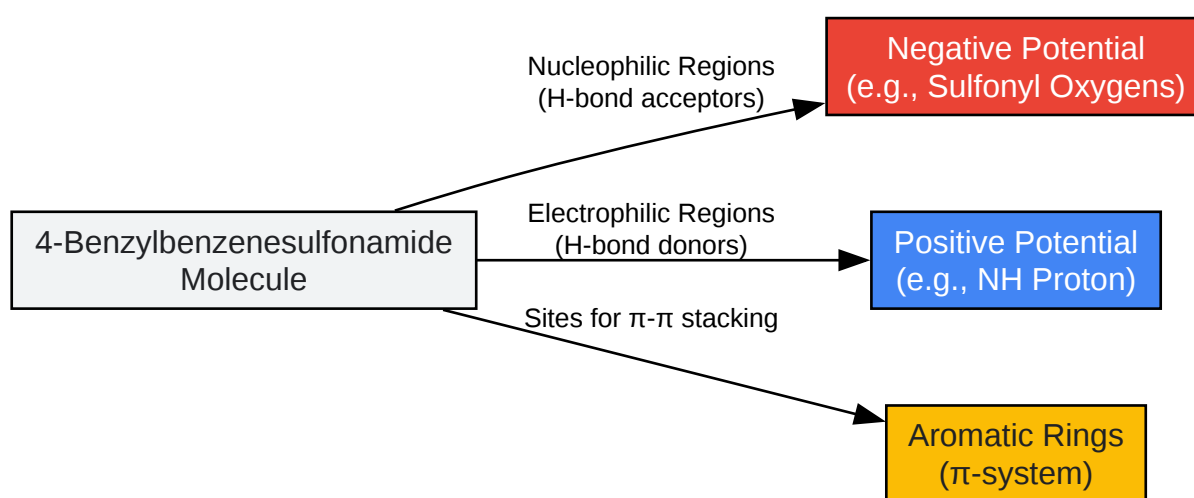 Negative Potential
(e.g., Sulfonyl Oxygens)
Nucleophilic Regions
(H-bond acceptors)
4-Benzylbenzenesulfonamide
Molecule
Electrophilic Regions
(H-bond donors)
Positive Potential
(e.g., NH Proton)
Sites for π-π stacking
Aromatic Rings
(π-system)